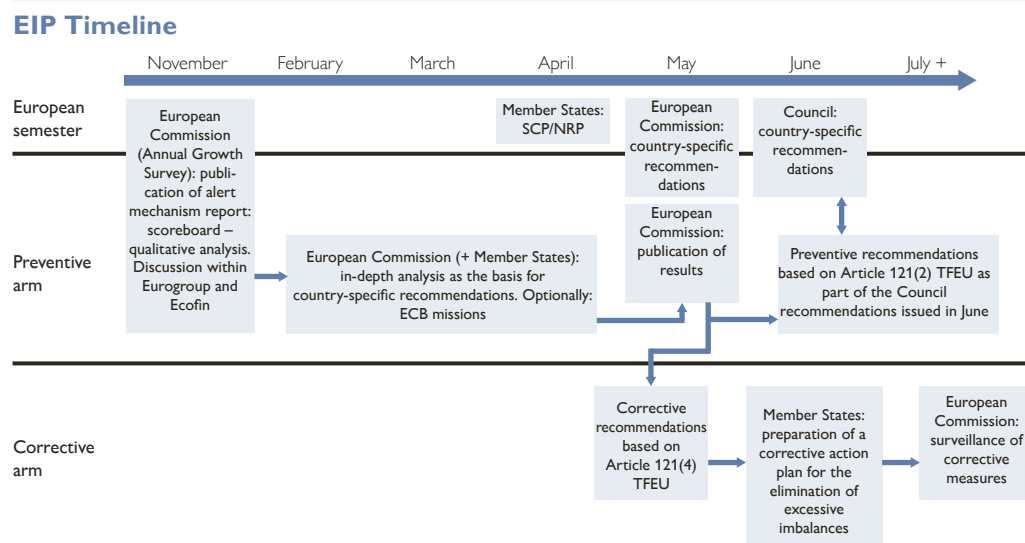 EIP Timeline
November
February
March
April
May
June
July +
European
semester
European
Commission
(Annual Growth
Survey): publi-
cation of alert
mechanism report:
scoreboard –
qualitative analysis.
Discussion within
Eurogroup and
Ecofin
Member States:
SCP/NRP
European
Commission:
country-specific
recommen-
dations
Council:
country-specific
recommen-
dations
Preventive
arm
European Commission (+ Member States):
in-depth analysis as the basis for
country-specific recommendations. Optionally:
ECB missions
European
Commission:
publication of
results
Preventive recommendations
based on Article 121(2) TFEU as
part of the Council
recommendations issued in June
Corrective
arm
Corrective
recommendations
based on
Article 121(4)
TFEU
Member States:
preparation of a
corrective action
plan for the
elimination of
excessive
imbalances
European
Commission:
surveillance of
corrective
measures